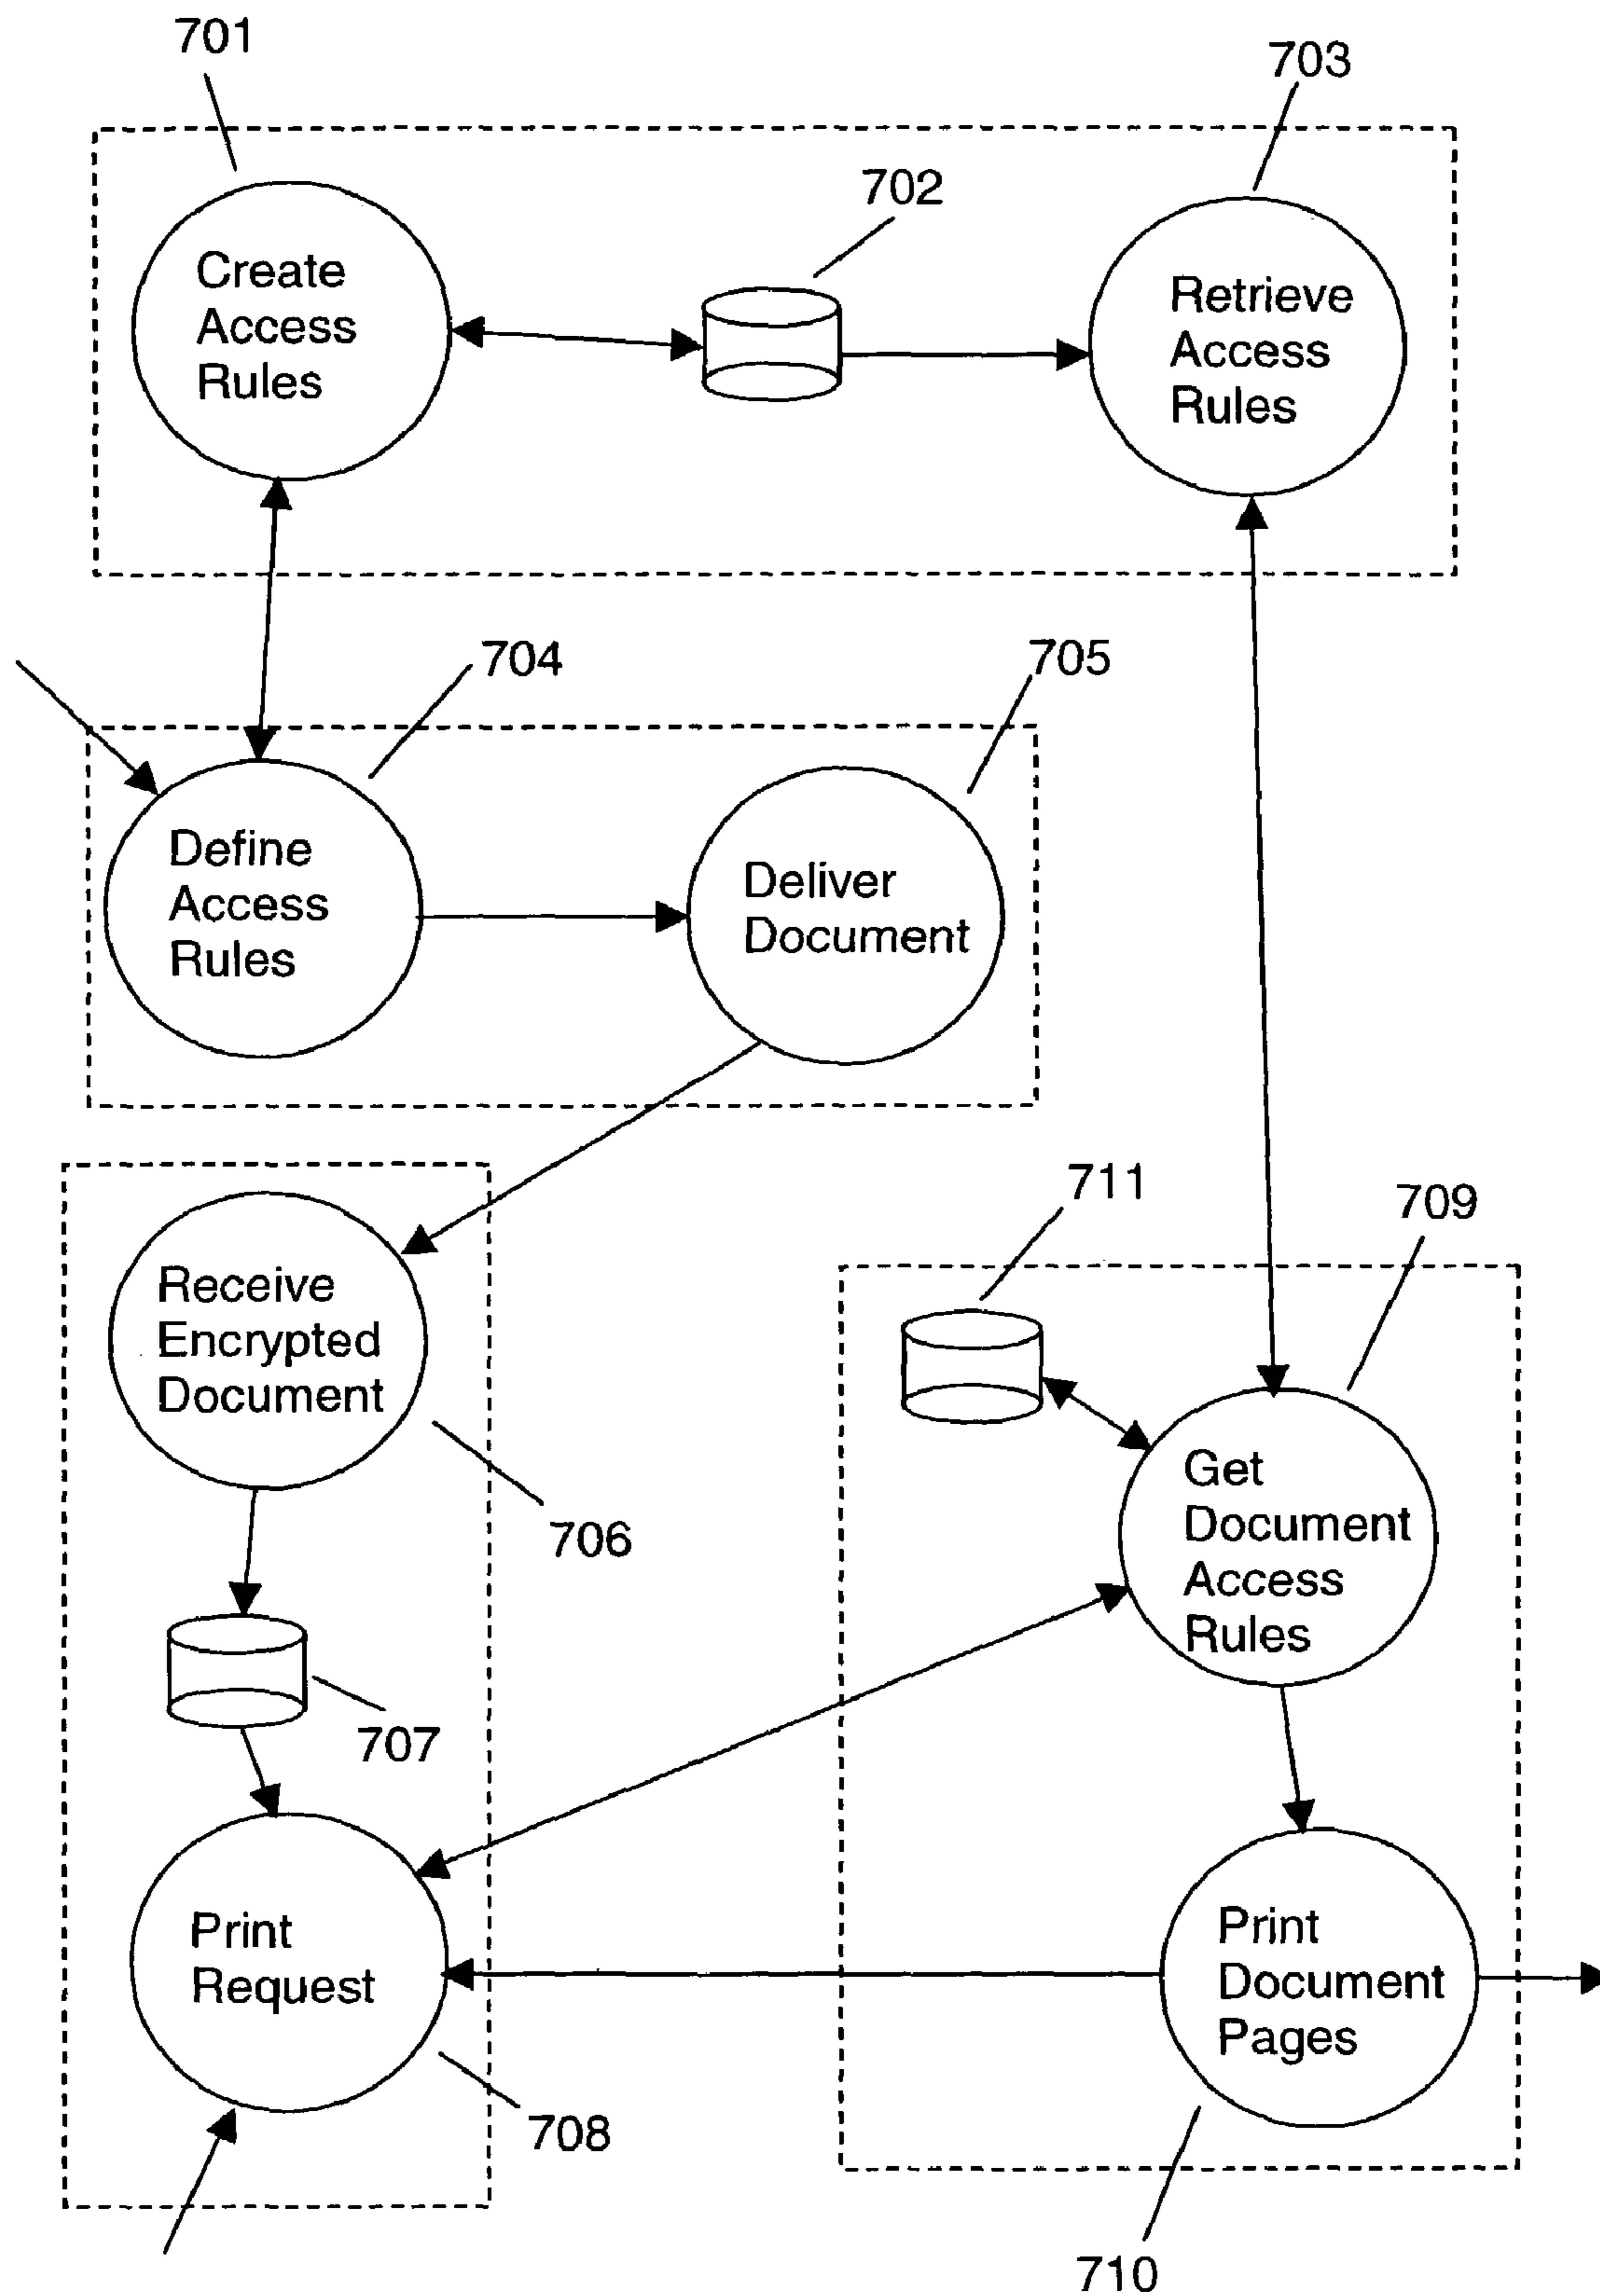 701
703
702
Create
Access
Rules
Retrieve
Access
Rules
704
705
Define
Access
Rules
Deliver
Document
711
709
Receive
Encrypted
Document
Get
Document
Access
Rules
706
707
Print
Request
Print
Document
Pages
708
710